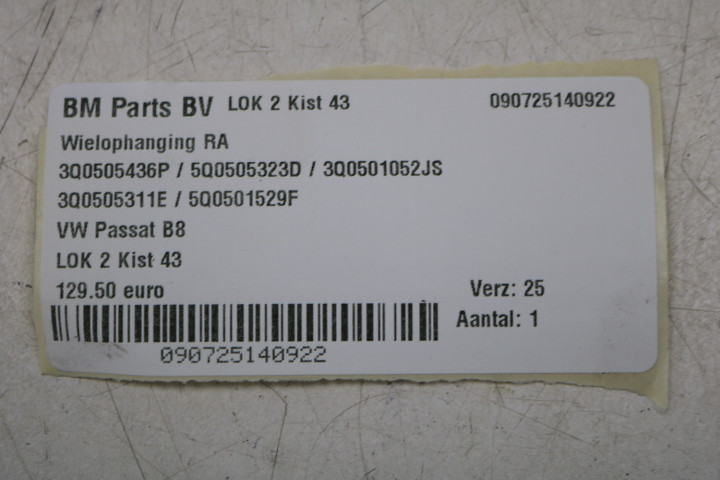 BM Parts BV LOK 2 Kist 43 090725140922
Wielophanging RA
3Q0505436P / 5Q0505323D / 3Q0501052JS
3Q0505311E / 5Q0501529F
VW Passat B8
LOK 2 Kist 43
129.50 euro Verz: 25
Aantal: 1
090725140922